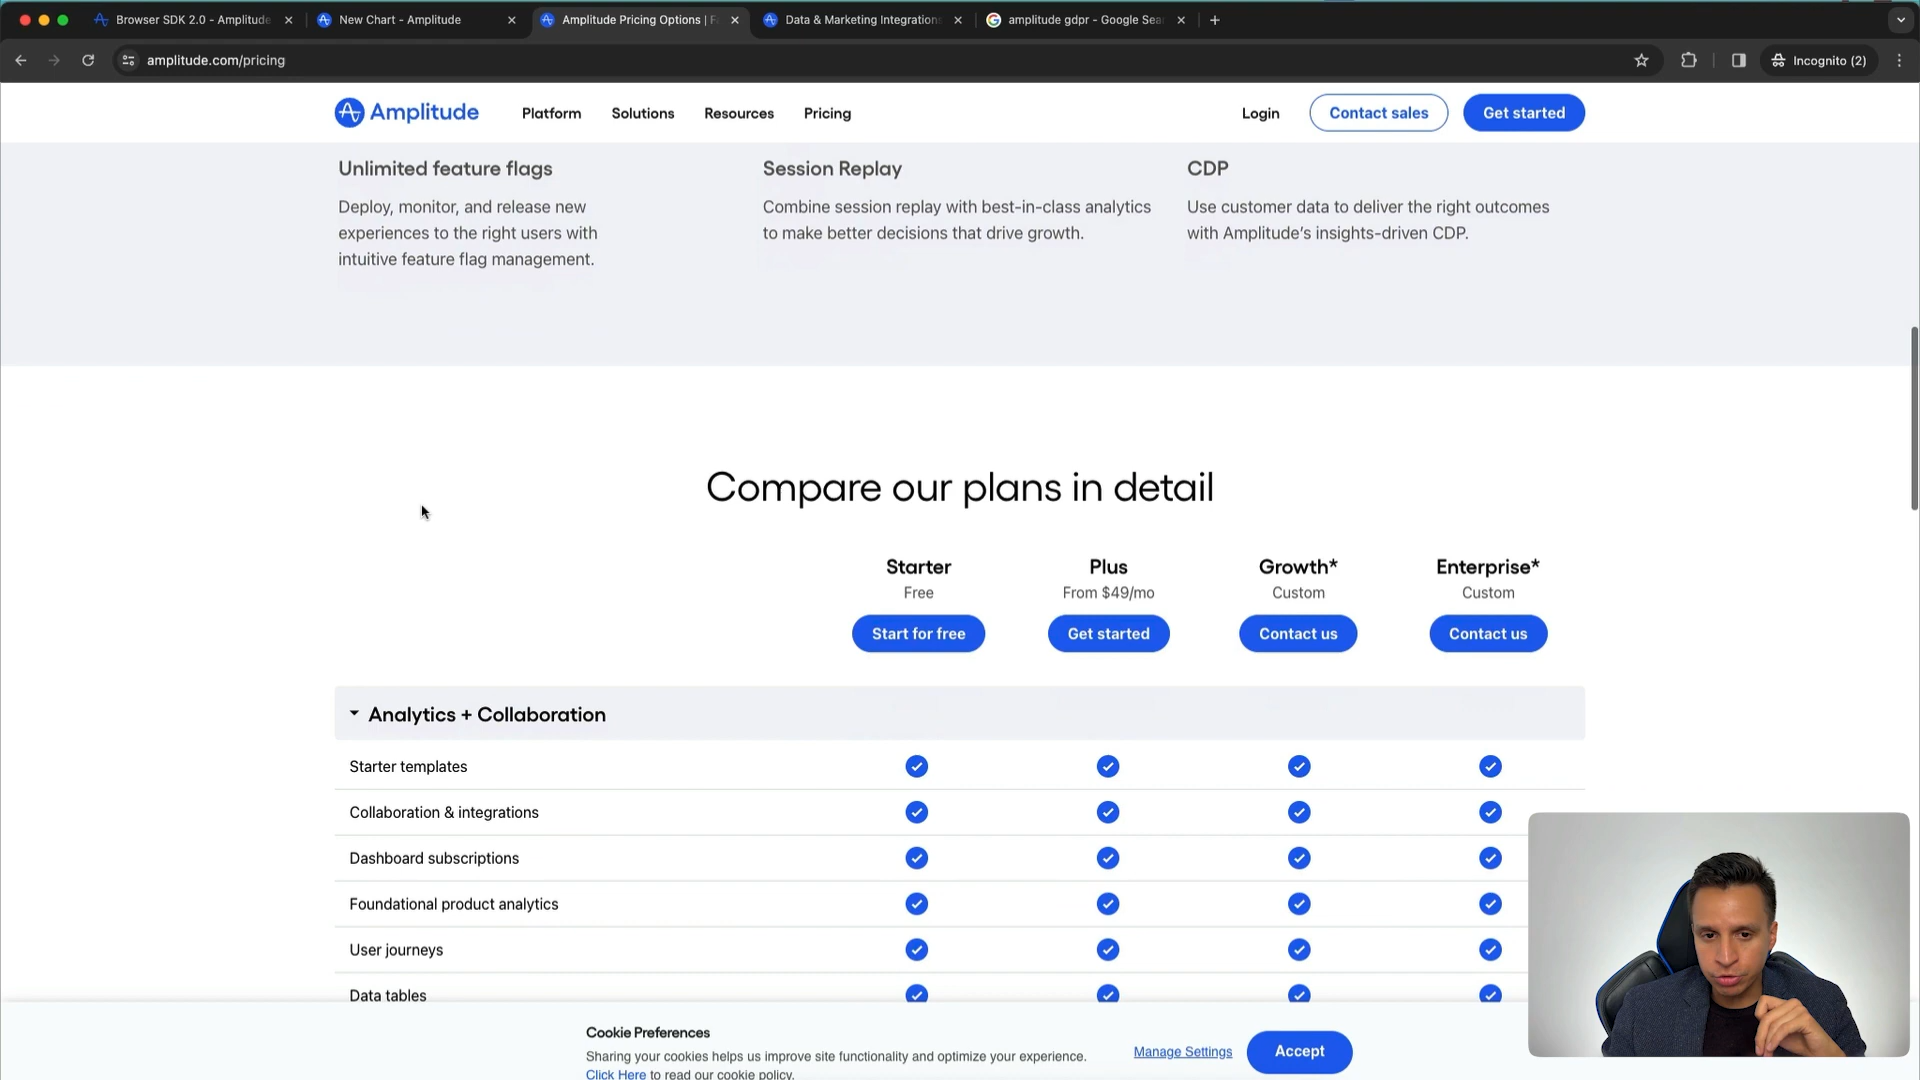 Browser SDK 2.0 - Amplitude
New Chart - Amplitude
Amplitude Pricing Options | F
Data & Marketing Integrations
amplitude gdpr - Google Sea
amplitude.com/pricing
Incognito (2)
Amplitude
Platform
Solutions
Resources
Pricing
Login
Contact sales
Get started
Unlimited feature flags
Deploy, monitor, and release new
experiences to the right users with
intuitive feature flag management.
Session Replay
Combine session replay with best-in-class analytics
to make better decisions that drive growth.
CDP
Use customer data to deliver the right outcomes
with Amplitude's insights-driven CDP.
Compare our plans in detail
Starter
Free
Start for free
Plus
From $49/mo
Get started
Growth*
Custom
Contact us
Enterprise*
Custom
Contact us
Analytics + Collaboration
Starter templates
Collaboration & integrations
Dashboard subscriptions
Foundational product analytics
User journeys
Data tables
Cookie Preferences
Sharing your cookies helps us improve site functionality and optimize your experience.
Click Here to read our cookie policy.
Manage Settings
Accept